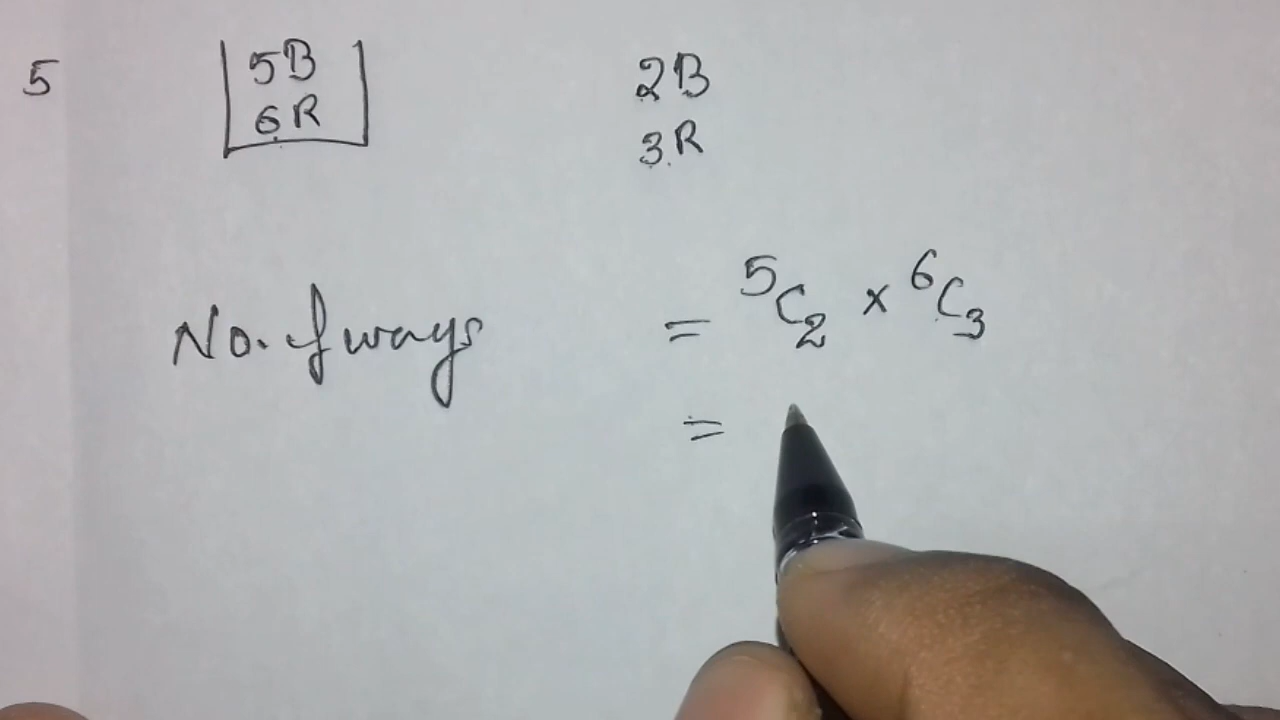 5 5B 2B
6R 3R
No. of ways = ⁵C₂ × ⁶C₃
=